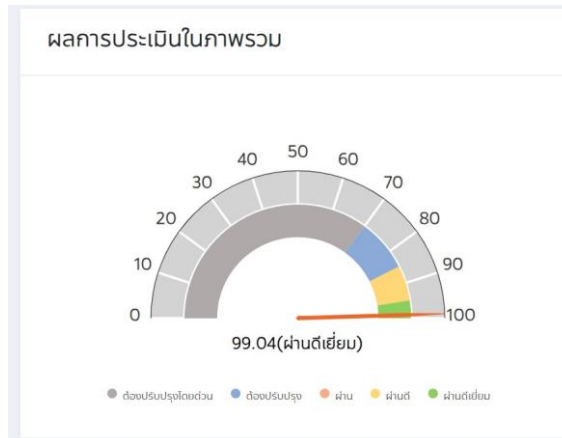 ผลการประเมินในภาพรวม
50
40 60
30 70
20 80
10 90
0 100
99.04(ผ่านดีเยี่ยม)
ต้องปรับปรุงโดยด่วน ต้องปรับปรุง ผ่าน ผ่านดี ผ่านดีเยี่ยม